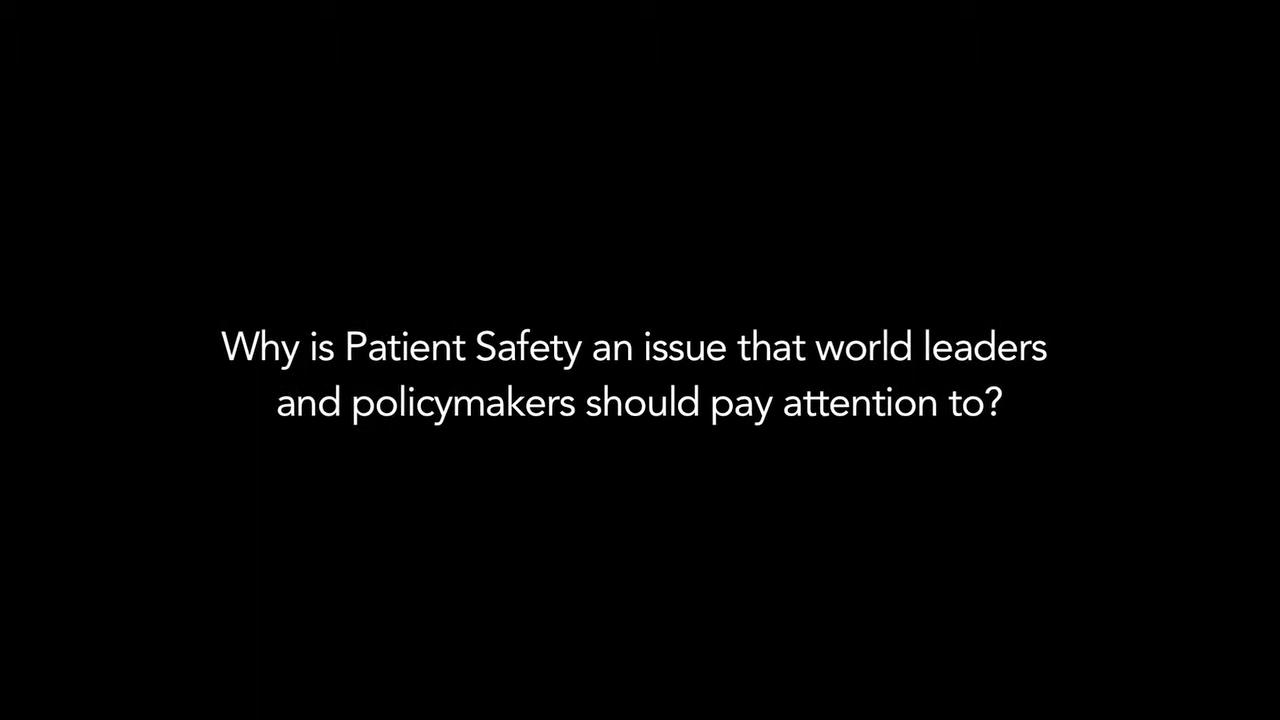 Why is Patient Safety an issue that world leaders
and policymakers should pay attention to?